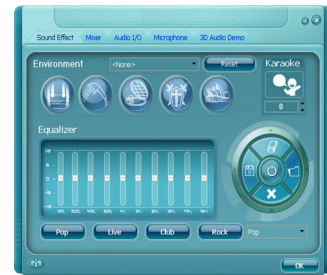 Sound Effect Mixer Audio I/O Microphone 3D Audio Demo
Environment <None> Reset Karaoke
0
Equalizer
Pop Live Club Rock Pop
OK